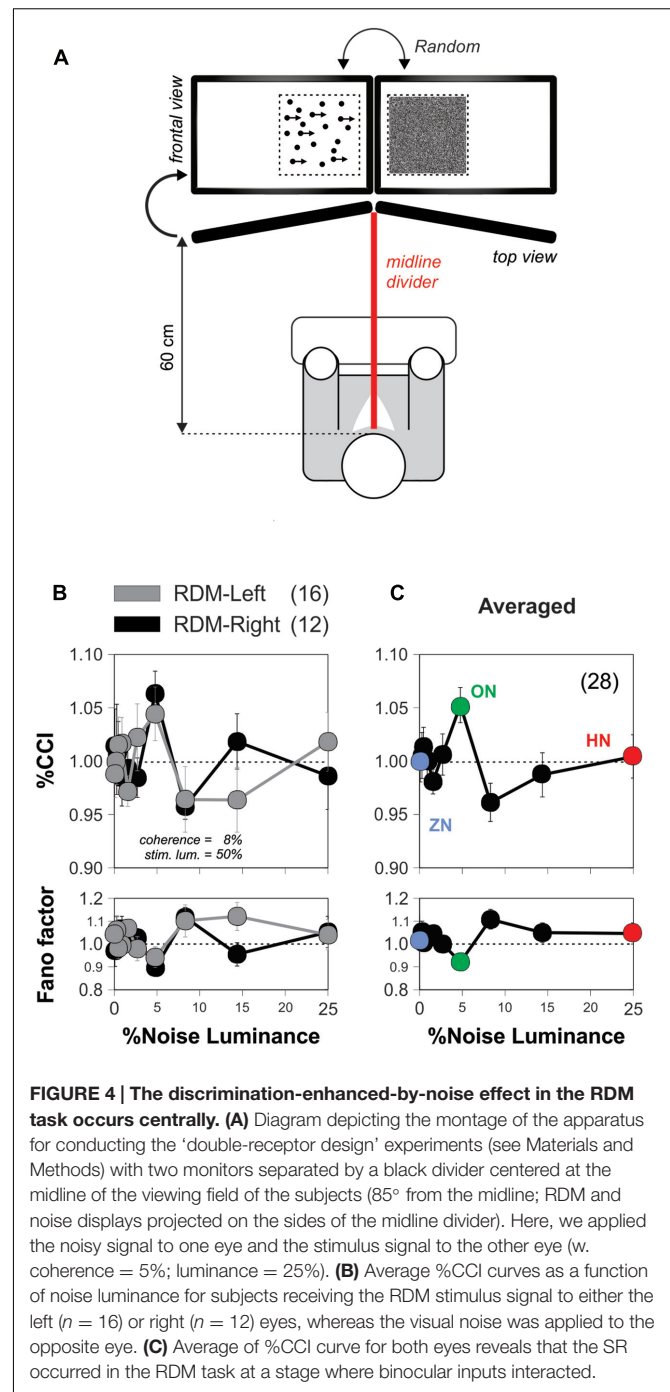 A
Random
frontal view
top view
midline
divider
60 cm
B
RDM-Left (16)
RDM-Right (12)
C
Averaged
1.10
1.05
1.00
0.95
0.90
%CCI
coherence = 8%
stim. lum. = 50%
1.10
1.05
1.00
0.95
0.90
ON
(28)
HN
ZN
1.2
1.1
1.0
0.9
0.8
Fano factor
0 5 10 15 20 25
%Noise Luminance
1.2
1.1
1.0
0.9
0.8
0 5 10 15 20 25
%Noise Luminance
FIGURE 4 | The discrimination-enhanced-by-noise effect in the RDM
task occurs centrally. (A) Diagram depicting the montage of the apparatus
for conducting the ‘double-receptor design’ experiments (see Materials and
Methods) with two monitors separated by a black divider centered at the
midline of the viewing field of the subjects (85° from the midline; RDM and
noise displays projected on the sides of the midline divider). Here, we applied
the noisy signal to one eye and the stimulus signal to the other eye (w.
coherence = 5%; luminance = 25%). (B) Average %CCI curves as a function
of noise luminance for subjects receiving the RDM stimulus signal to either the
left (n = 16) or right (n = 12) eyes, whereas the visual noise was applied to the
opposite eye. (C) Average of %CCI curve for both eyes reveals that the SR
occurred in the RDM task at a stage where binocular inputs interacted.